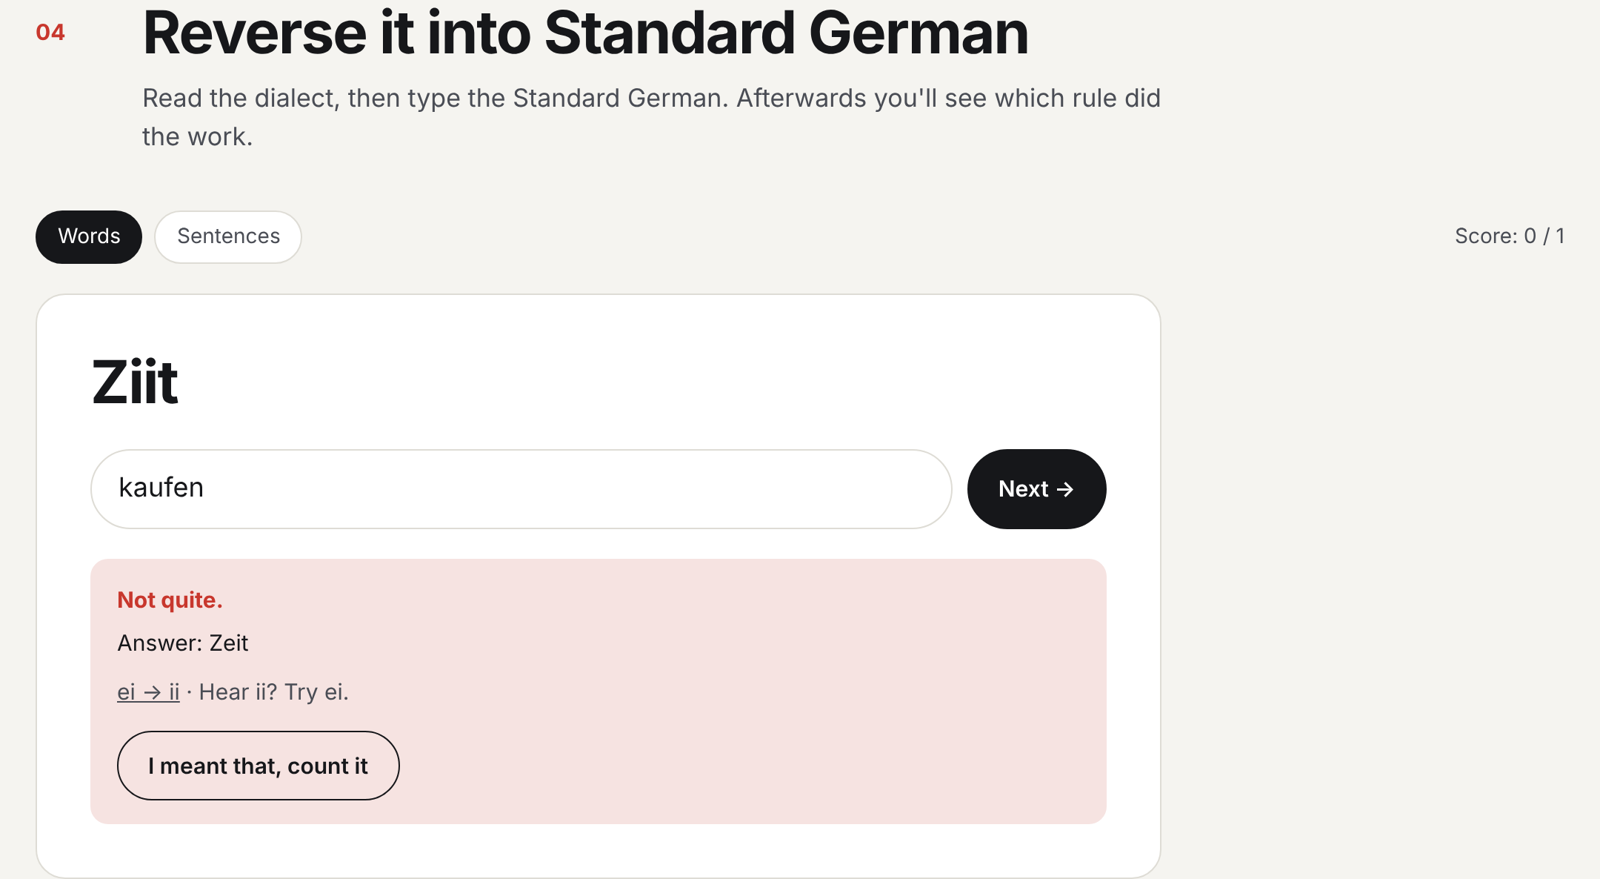 04
Reverse it into Standard German
Read the dialect, then type the Standard German. Afterwards you'll see which rule did
the work.
Words
Sentences
Score: 0 / 1
Ziit
kaufen
Next →
Not quite.
Answer: Zeit
ei → ii · Hear ii? Try ei.
I meant that, count it